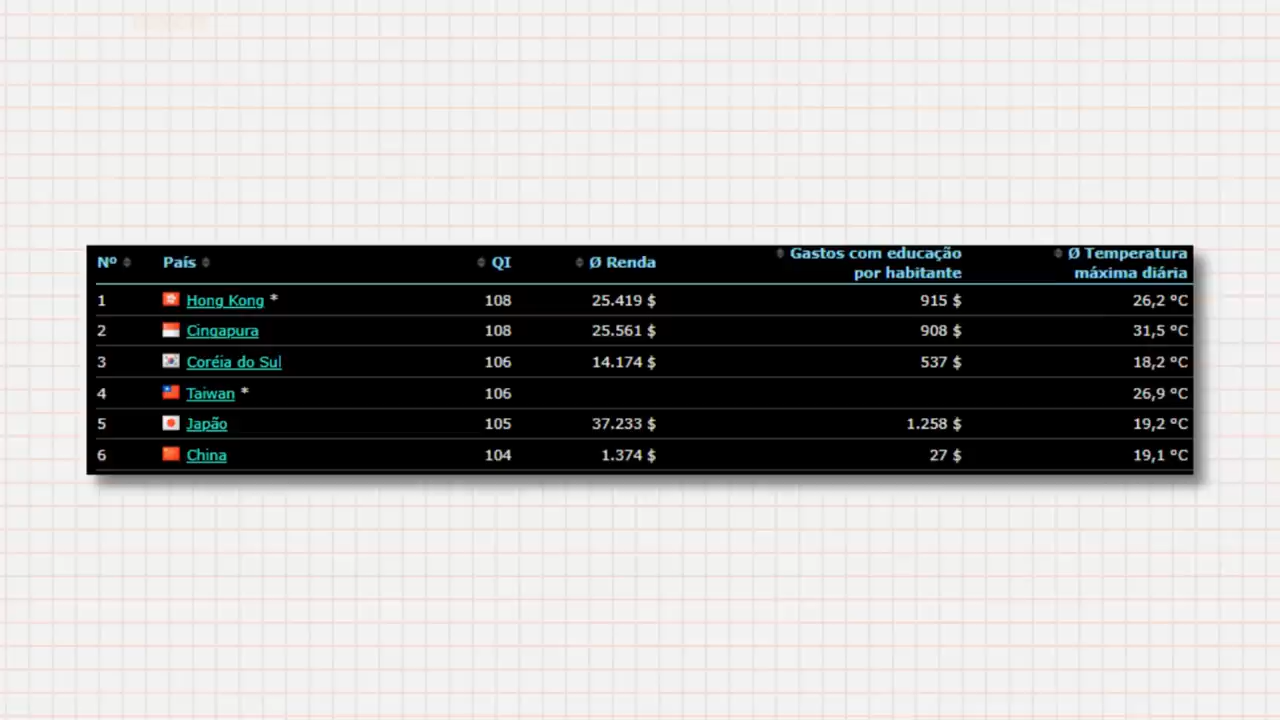 Nº País QI Ø Renda Gastos com educação por habitante Ø Temperatura máxima diária
1 Hong Kong * 108 25.419 $ 915 $ 26,2 °C
2 Cingapura 108 25.561 $ 908 $ 31,5 °C
3 Coréia do Sul 106 14.174 $ 537 $ 18,2 °C
4 Taiwan * 106 26,9 °C
5 Japão 105 37.233 $ 1.258 $ 19,2 °C
6 China 104 1.374 $ 27 $ 19,1 °C